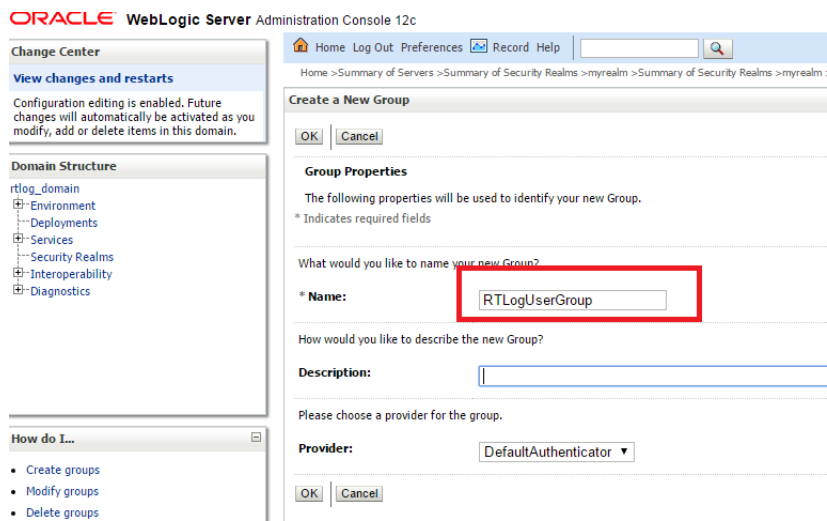 ORACLE WebLogic Server Administration Console 12c
Change Center
View changes and restarts
Configuration editing is enabled. Future
changes will automatically be activated as you
modify, add or delete items in this domain.
Domain Structure
rtlog_domain
Environment
Deployments
Services
Security Realms
Interoperability
Diagnostics
How do I...
Create groups
Modify groups
Delete groups
Home Log Out Preferences Record Help
Home >Summary of Servers >Summary of Security Realms >myrealm >Summary of Security Realms >myrealm
Create a New Group
OK Cancel
Group Properties
The following properties will be used to identify your new Group.
* Indicates required fields
What would you like to name your new Group?
* Name: RTLogUserGroup
How would you like to describe the new Group?
Description:
Please choose a provider for the group.
Provider: DefaultAuthenticator
OK Cancel